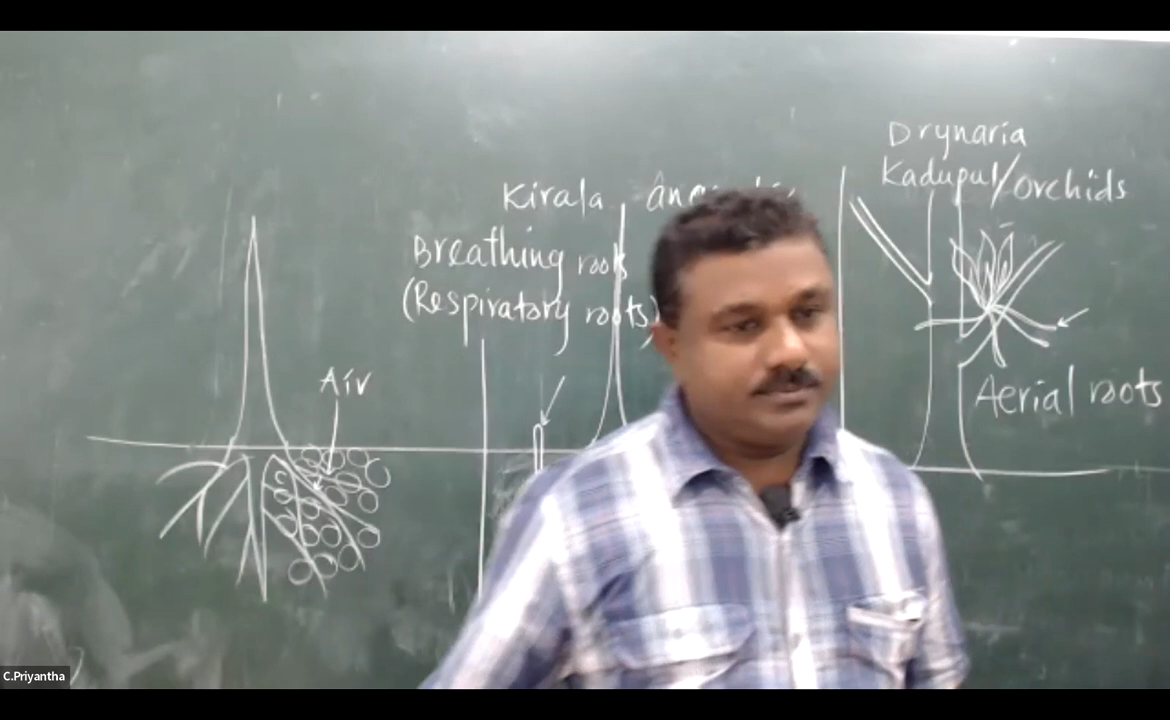 Drynaria
Kadupul/orchids
Kirala
Breathing roots
(Respiratory roots)
Air
Aerial roots
C.Priyantha